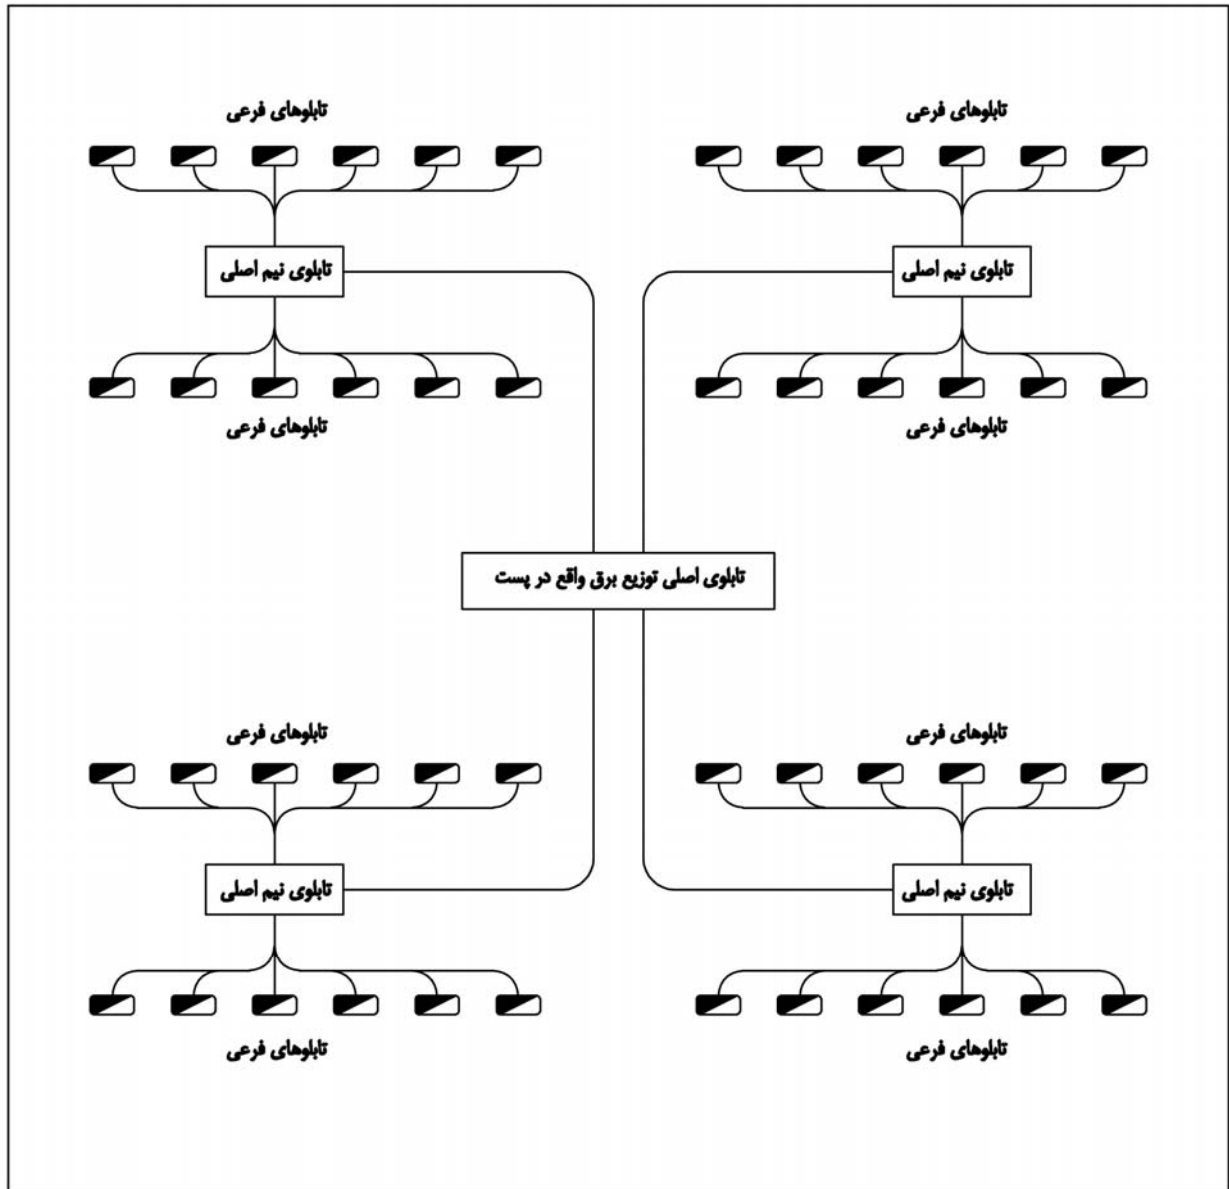 تابلوهای فرعی
تابلوهای فرعی
تابلوی نیم اصلی
تابلوی نیم اصلی
تابلوهای فرعی
تابلوهای فرعی
تابلوی اصلی توزیع برق واقع در پست
تابلوهای فرعی
تابلوهای فرعی
تابلوی نیم اصلی
تابلوی نیم اصلی
تابلوهای فرعی
تابلوهای فرعی